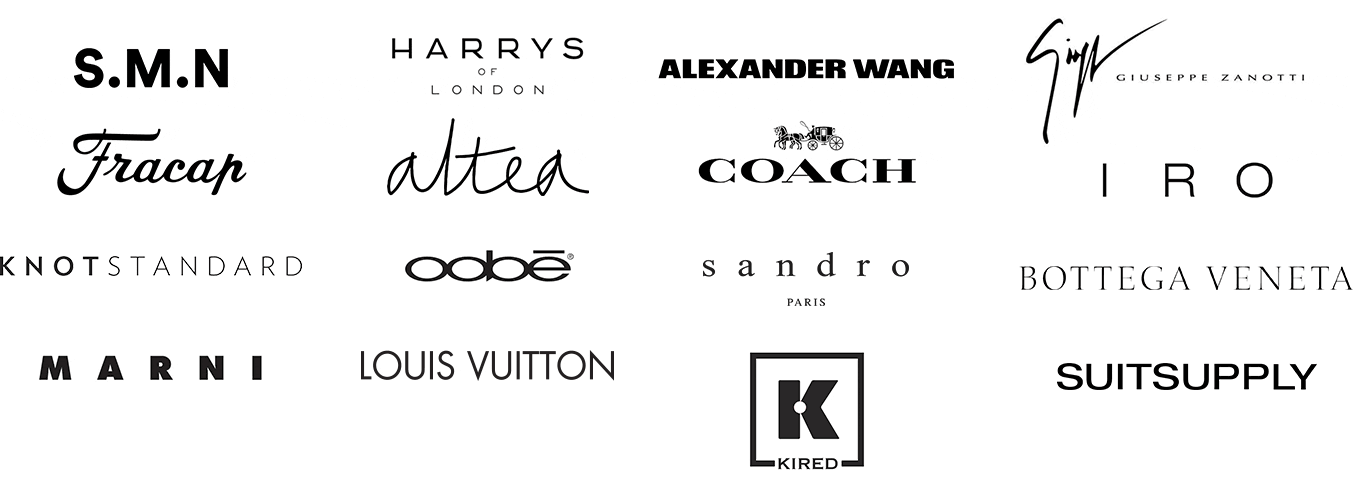 S.M.N
HARRYS
OF
LONDON
ALEXANDER WANG
GIUSEPPE ZANOTTI
Fracap
altea
COACH
IRO
KNOTSTANDARD
oobē®
sandro
PARIS
BOTTEGA VENETA
MARNI
LOUIS VUITTON
K
KIRED
SUITSUPPLY